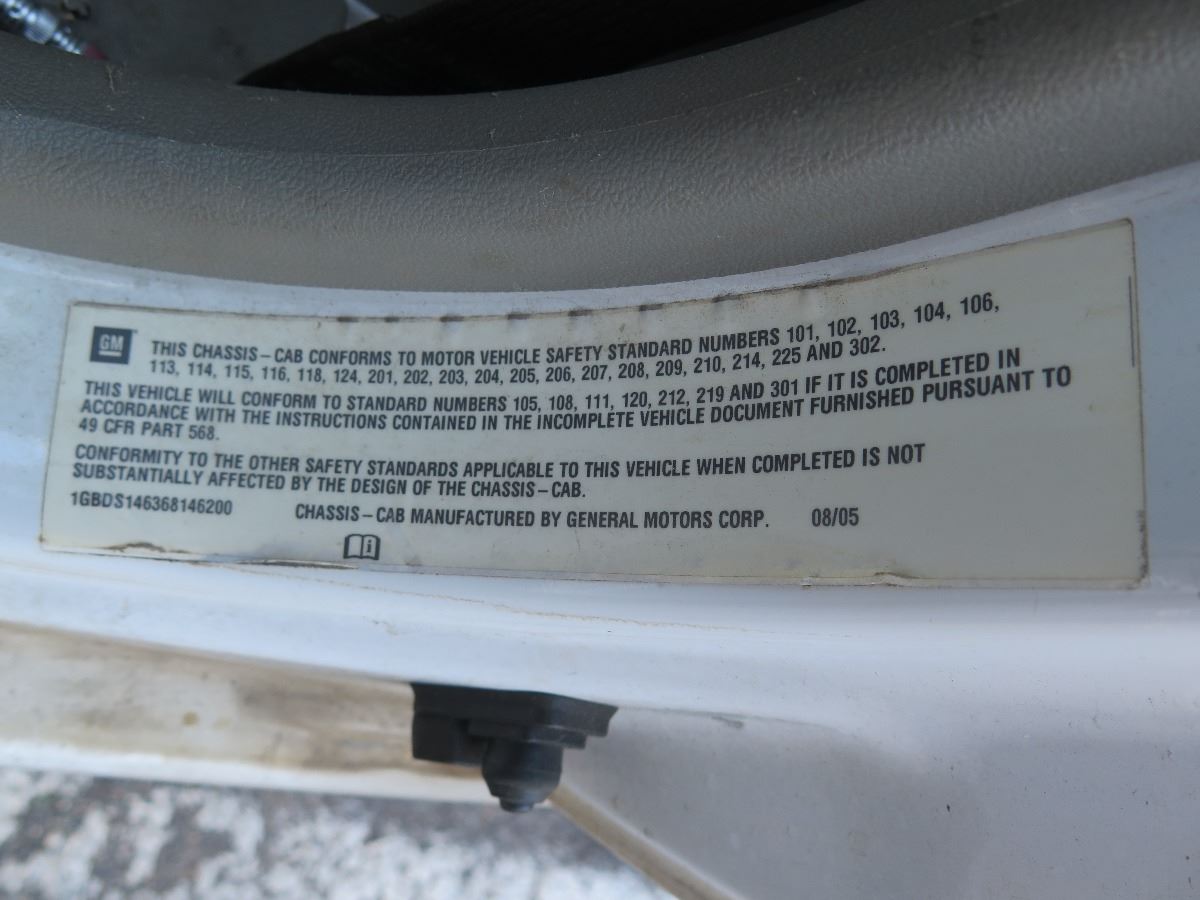 GM
THIS CHASSIS-CAB CONFORMS TO MOTOR VEHICLE SAFETY STANDARD NUMBERS 101, 102, 103, 104, 106,
113, 114, 115, 116, 118, 124, 201, 202, 203, 204, 205, 206, 207, 208, 209, 210, 214, 225 AND 302.
THIS VEHICLE WILL CONFORM TO STANDARD NUMBERS 105, 108, 111, 120, 212, 219 AND 301 IF IT IS COMPLETED IN
ACCORDANCE WITH THE INSTRUCTIONS CONTAINED IN THE INCOMPLETE VEHICLE DOCUMENT FURNISHED PURSUANT TO
49 CFR PART 568.
CONFORMITY TO THE OTHER SAFETY STANDARDS APPLICABLE TO THIS VEHICLE WHEN COMPLETED IS NOT
SUBSTANTIALLY AFFECTED BY THE DESIGN OF THE CHASSIS-CAB.
1GBDS146368146200 CHASSIS-CAB MANUFACTURED BY GENERAL MOTORS CORP. 08/05